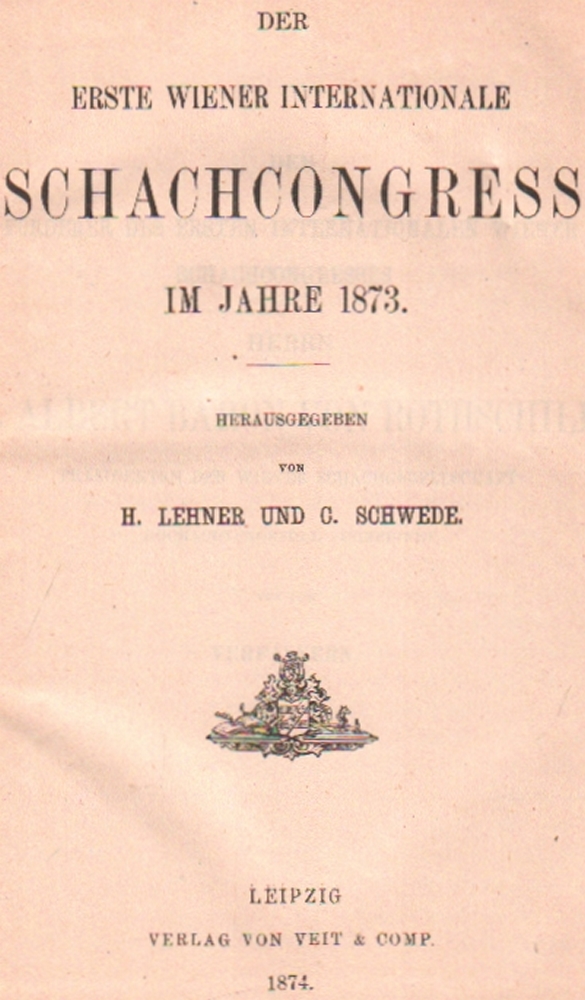 DER
ERSTE WIENER INTERNATIONALE
SCHACHCONGRESS
IM JAHRE 1873.
HERAUSGEGEBEN
VON
H. LEHNER UND C. SCHWEDE.
LEIPZIG
VERLAG VON VEIT & COMP.
1874.